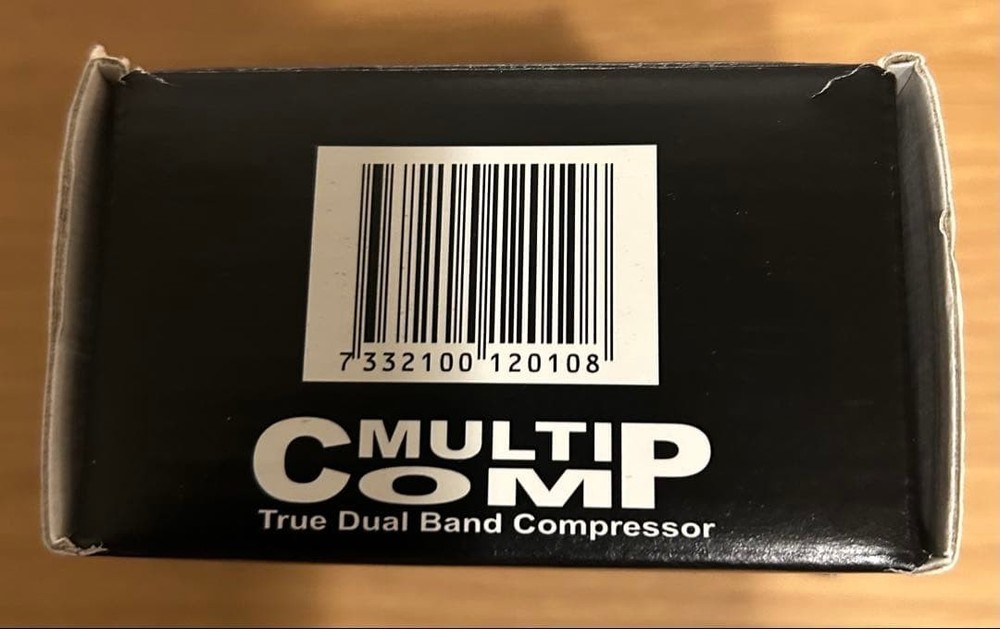 7 332100 120108
MULTI COMP
True Dual Band Compressor